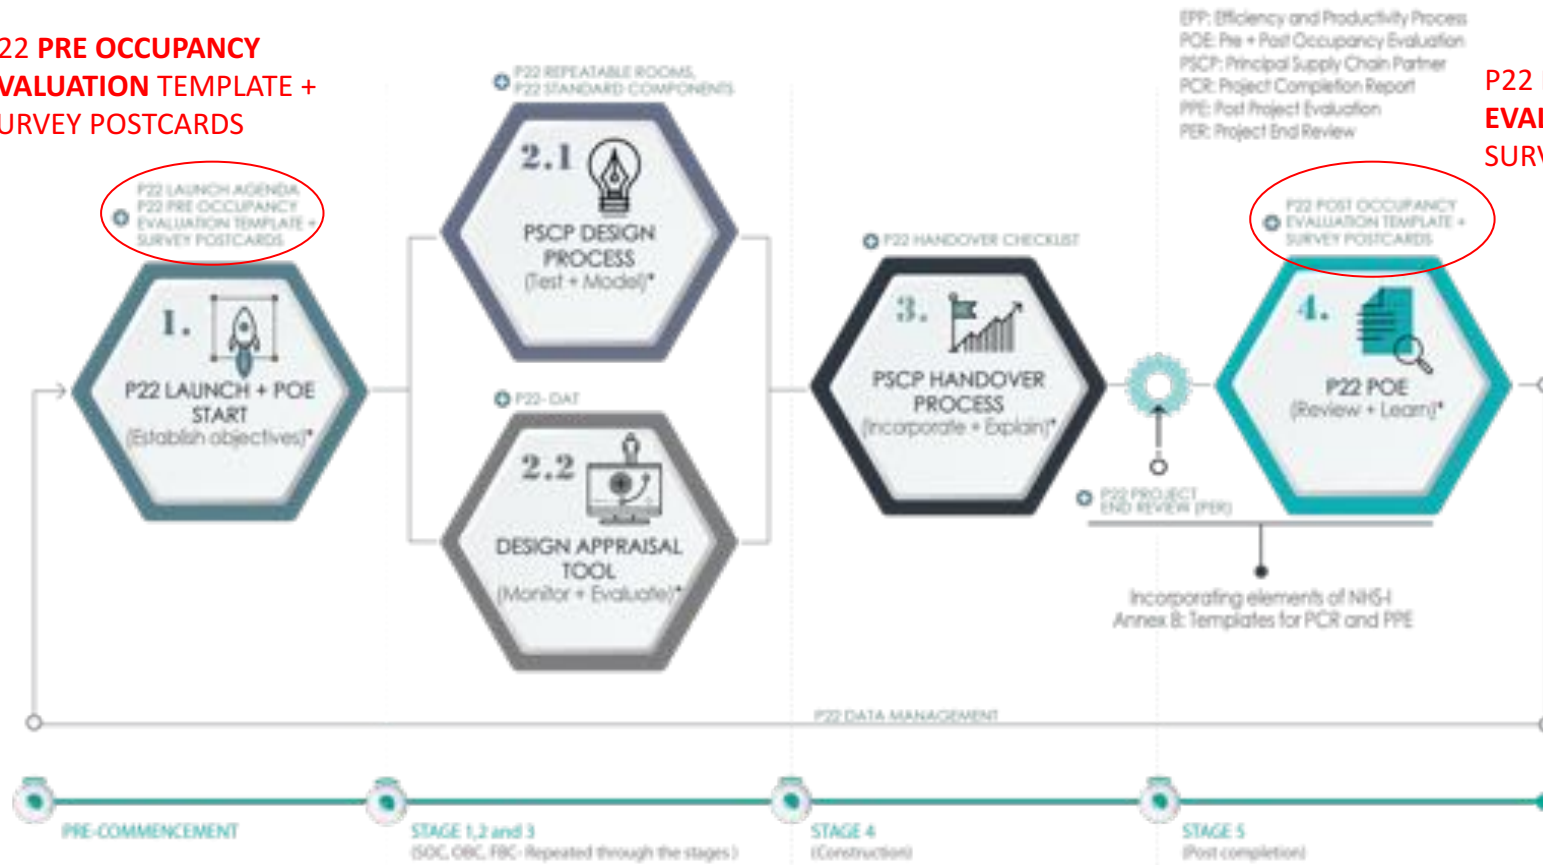 22 PRE OCCUPANCY
VALUATION TEMPLATE +
URVEY POSTCARDS
EPP: Efficiency and Productivity Process
POE: Pre + Post Occupancy Evaluation
PSCP: Principal Supply Chain Partner
PCR: Project Completion Report
PPE: Post Project Evaluation
PER: Project End Review
P22
EVAL
SURV
P22 LAUNCH AGENDA
P22 PRE OCCUPANCY
EVALUATION TEMPLATE +
SURVEY POSTCARDS
1.
P22 LAUNCH + POE
START
(Establish objectives)*
P22 REPEATABLE ROOMS,
P22 STANDARD COMPONENTS
2.1
PSCP DESIGN
PROCESS
(Test + Model)*
P22- DAT
2.2
DESIGN APPRAISAL
TOOL
(Monitor + Evaluate)*
P22 HANDOVER CHECKLIST
3.
PSCP HANDOVER
PROCESS
(Incorporate + Explain)*
P22 PROJECT
END REVIEW (PER)
P22 POST OCCUPANCY
EVALUATION TEMPLATE +
SURVEY POSTCARDS
4.
P22 POE
(Review + Learn)*
Incorporating elements of NHS-I
Annex 8: Templates for PCR and PPE
P22 DATA MANAGEMENT
PRE-COMMENCEMENT
STAGE 1,2 and 3
(SOC, OBC, FBC- Repeated through the stages )
STAGE 4
(Construction)
STAGE 5
(Post completion)